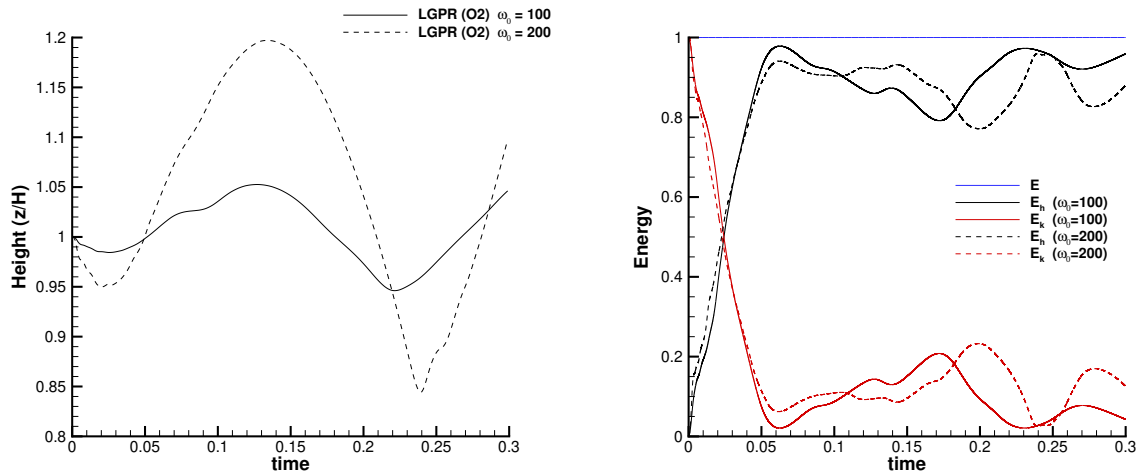 LGPR (O2) ω₀ = 100
LGPR (O2) ω₀ = 200
Height (z/H)
1.2
1.15
1.1
1.05
1
0.95
0.9
0.85
0.8
0 0.05 0.1 0.15 0.2 0.25 0.3
time
Energy
1
0.8
0.6
0.4
0.2
0
E
Eₕ (ω₀=100)
Eₖ (ω₀=100)
Eₕ (ω₀=200)
Eₖ (ω₀=200)
0 0.05 0.1 0.15 0.2 0.25 0.3
time